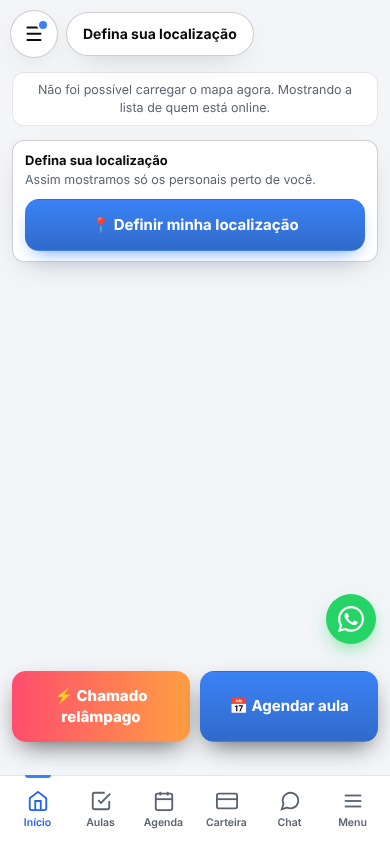 Defina sua localização
Não foi possível carregar o mapa agora. Mostrando a
lista de quem está online.
Defina sua localização
Assim mostramos só os personais perto de você.
📍 Definir minha localização
⚡ Chamado
relâmpago
📅 Agendar aula
Início
Aulas
Agenda
Carteira
Chat
Menu